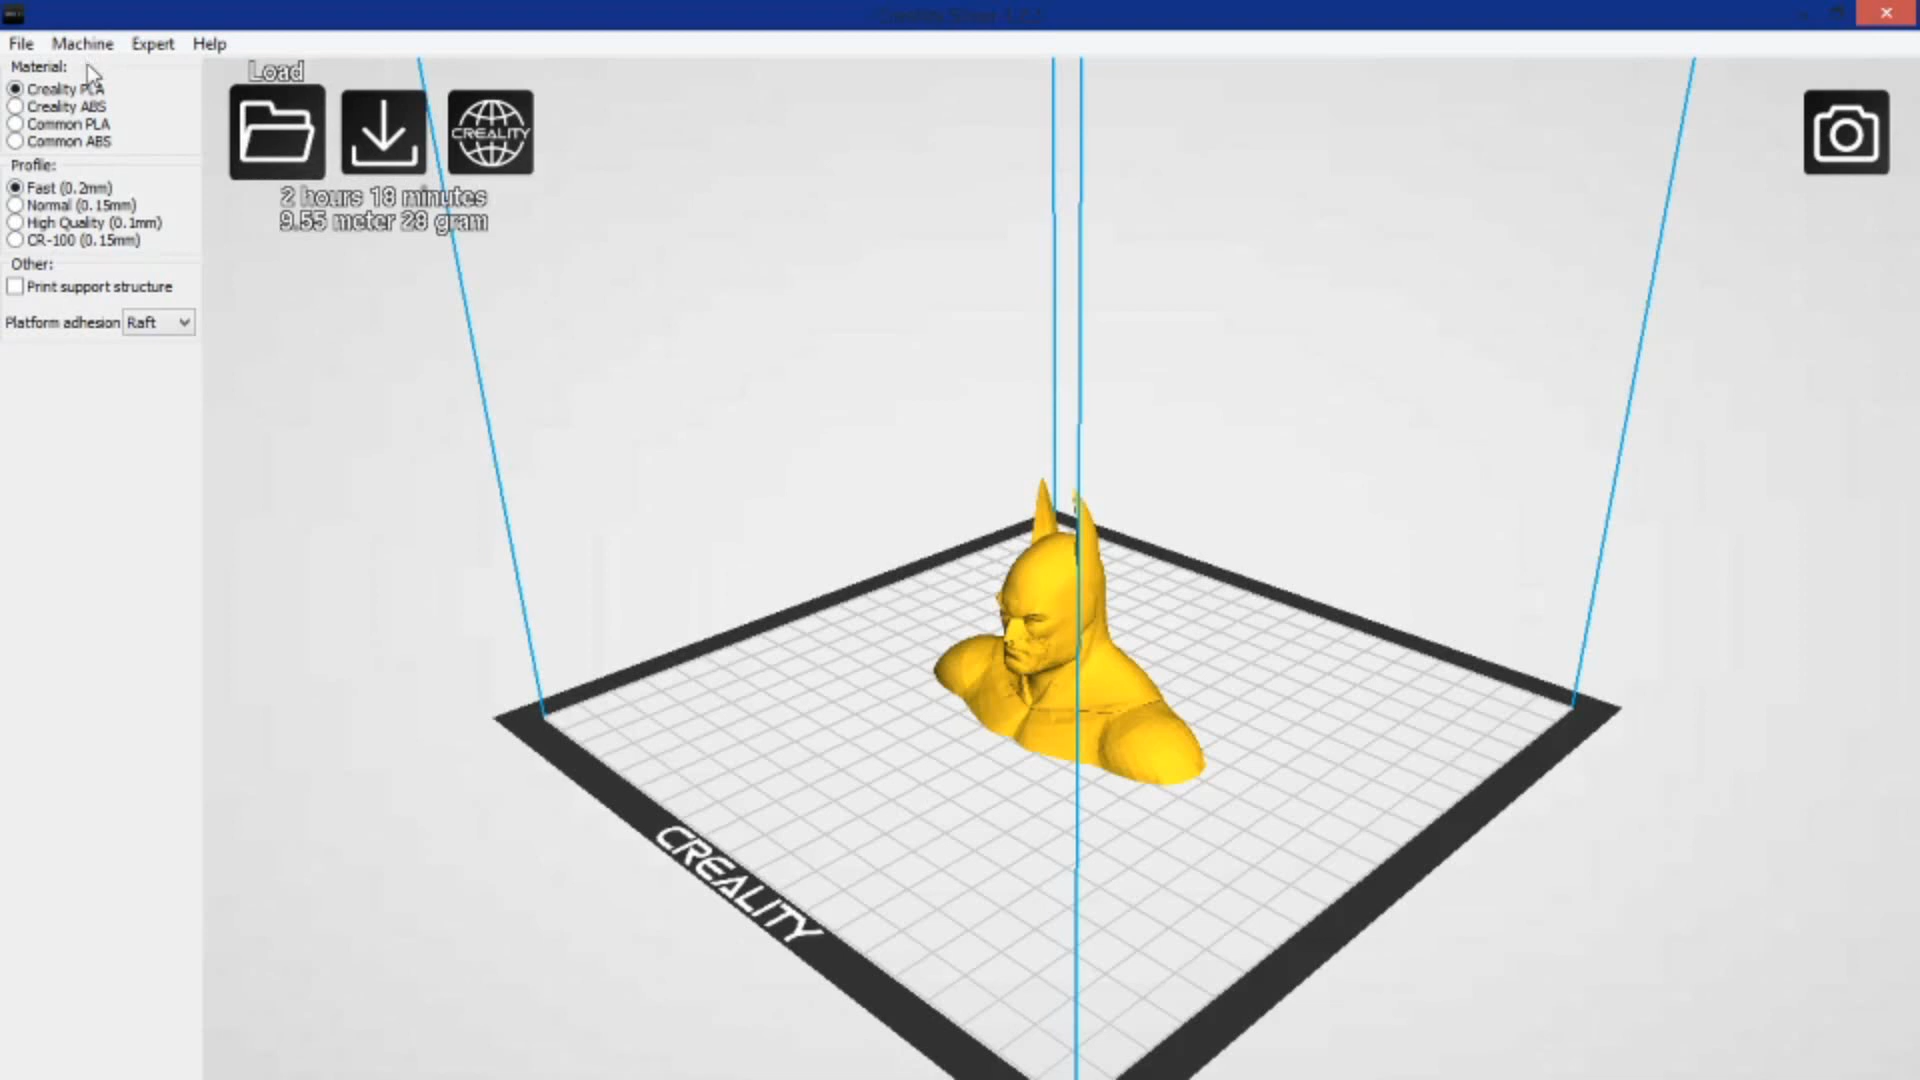 File Machine Expert Help
Material:
Creality PLA
Creality ABS
Common PLA
Common ABS
Profile:
Fast (0.2mm)
Normal (0.15mm)
High Quality (0.1mm)
CR-100 (0.15mm)
Other:
Print support structure
Platform adhesion Raft
Load
CREALITY
2 hours 18 minutes
9.55 meter 28 gram
CREALITY